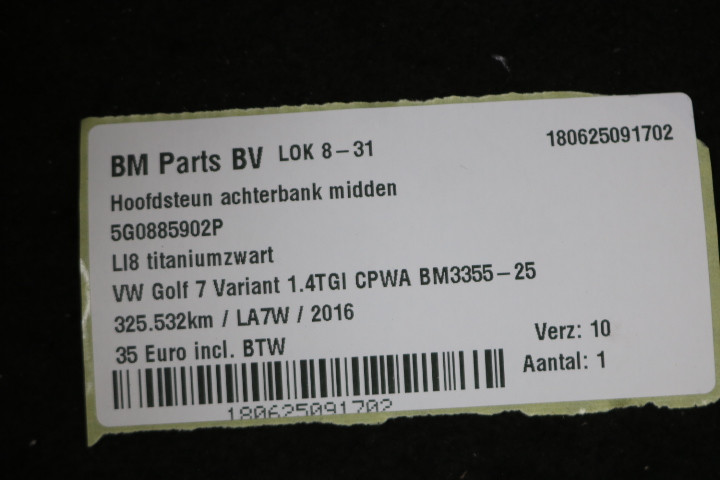 BM Parts BV LOK 8-31 180625091702
Hoofdsteun achterbank midden
5G0885902P
LI8 titaniumzwart
VW Golf 7 Variant 1.4TGI CPWA BM3355-25
325.532km / LA7W / 2016
35 Euro incl. BTW Verz: 10
Aantal: 1
180625091702